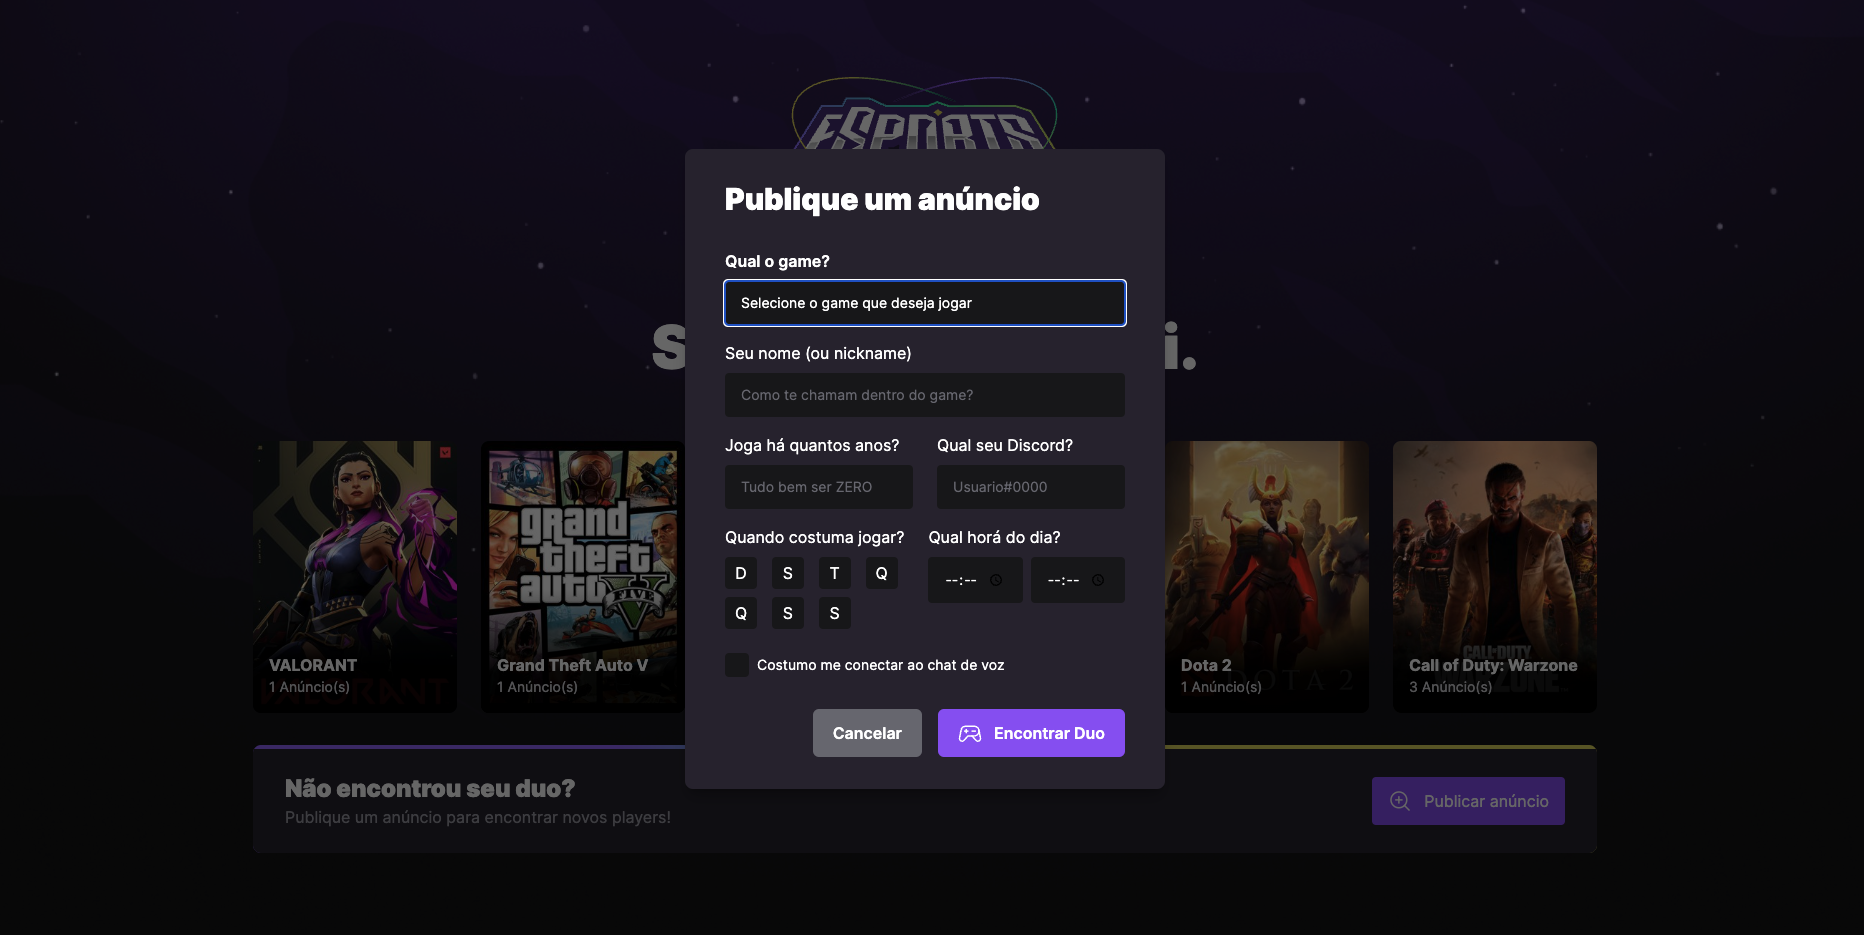 ESPORTS
Publique um anúncio
Qual o game?
Selecione o game que deseja jogar
Seu nome (ou nickname)
S
i.
Como te chamam dentro do game?
Joga há quantos anos? Qual seu Discord?
Tudo bem ser ZERO Usuario#0000
Quando costuma jogar? Qual horá do dia?
D S T Q --:-- --:--
Q S S
Costumo me conectar ao chat de voz
Cancelar Encontrar Duo
grand
theft
auto V
FIVE
VALORANT
1 Anúncio(s)
VALORANT
Grand Theft Auto V
1 Anúncio(s)
Dota 2
1 Anúncio(s)
DOTA 2
CALL OF DUTY
WARZONE
Call of Duty: Warzone
3 Anúncio(s)
Não encontrou seu duo?
Publique um anúncio para encontrar novos players!
Publicar anúncio